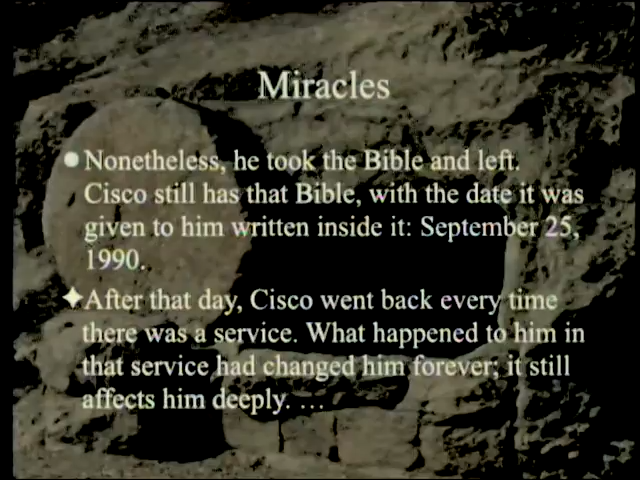 Miracles
Nonetheless, he took the Bible and left.
Cisco still has that Bible, with the date it was
given to him written inside it: September 25,
1990.
After that day, Cisco went back every time
there was a service. What happened to him in
that service had changed him forever; it still
affects him deeply. …